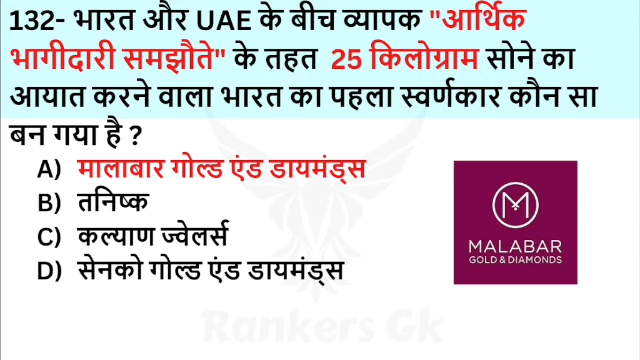 132- भारत और UAE के बीच व्यापक "आर्थिक
भागीदारी समझौते" के तहत 25 किलोग्राम सोने का
आयात करने वाला भारत का पहला स्वर्णकार कौन सा
बन गया है ?
A) मालाबार गोल्ड एंड डायमंड्स
B) तनिष्क
C) कल्याण ज्वेलर्स
D) सेनको गोल्ड एंड डायमंड्स
MALABAR
GOLD & DIAMONDS
Rankers Gk